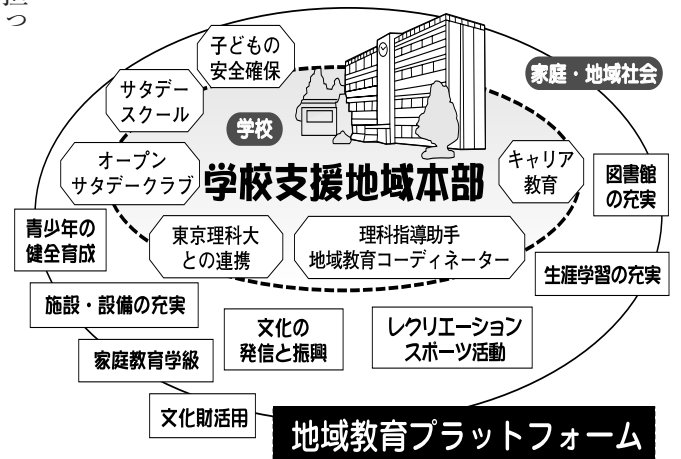 担っ
子どもの
安全確保
家庭・地域社会
サタデー
スクール
学校
オープン
サタデークラブ
学校支援地域本部
キャリア
教育
図書館
の充実
青少年の
健全育成
東京理科大
との連携
理科指導助手
地域教育コーディネーター
生涯学習の充実
施設・設備の充実
文化の
発信と振興
レクリエーション
スポーツ活動
家庭教育学級
文化財活用
地域教育プラットフォーム